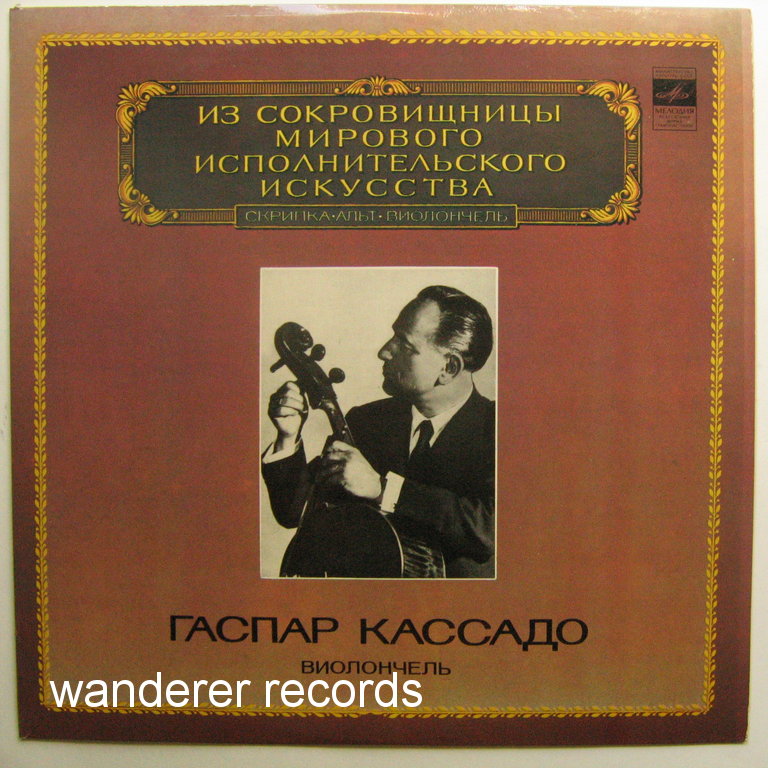 ИЗ СОКРОВИЩНИЦЫ
МИРОВОГО
ИСПОЛНИТЕЛЬСКОГО
ИСКУССТВА
СКРИПКА·АЛЬТ·ВИОЛОНЧЕЛЬ
МЕЛОДИЯ
ГАСПАР КАССАДО
ВИОЛОНЧЕЛЬ
wanderer records